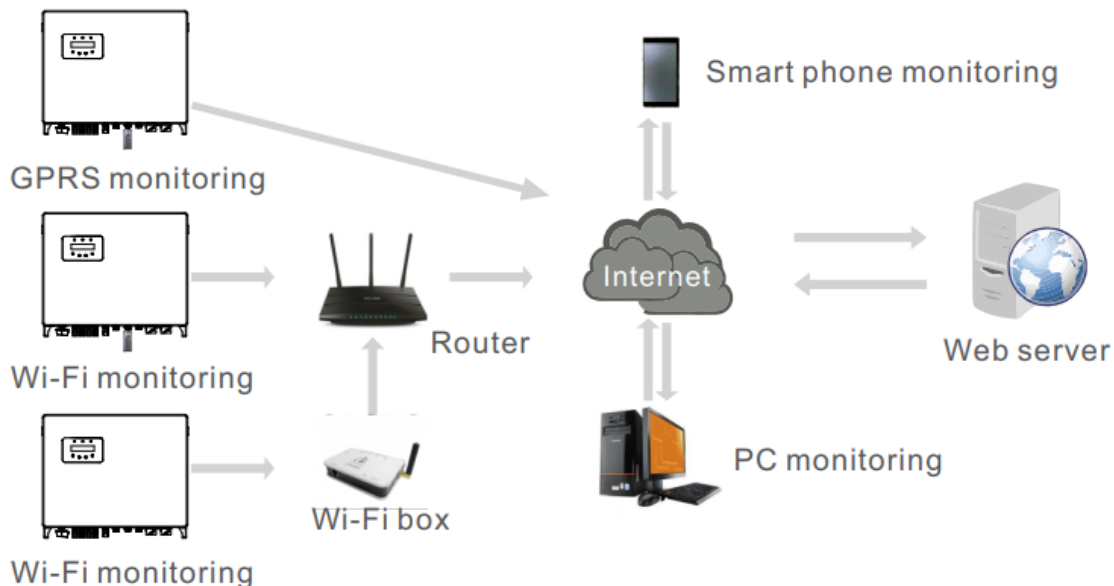 GPRS monitoring
Smart phone monitoring
Wi-Fi monitoring
Router
Internet
Web server
Wi-Fi monitoring
Wi-Fi box
PC monitoring